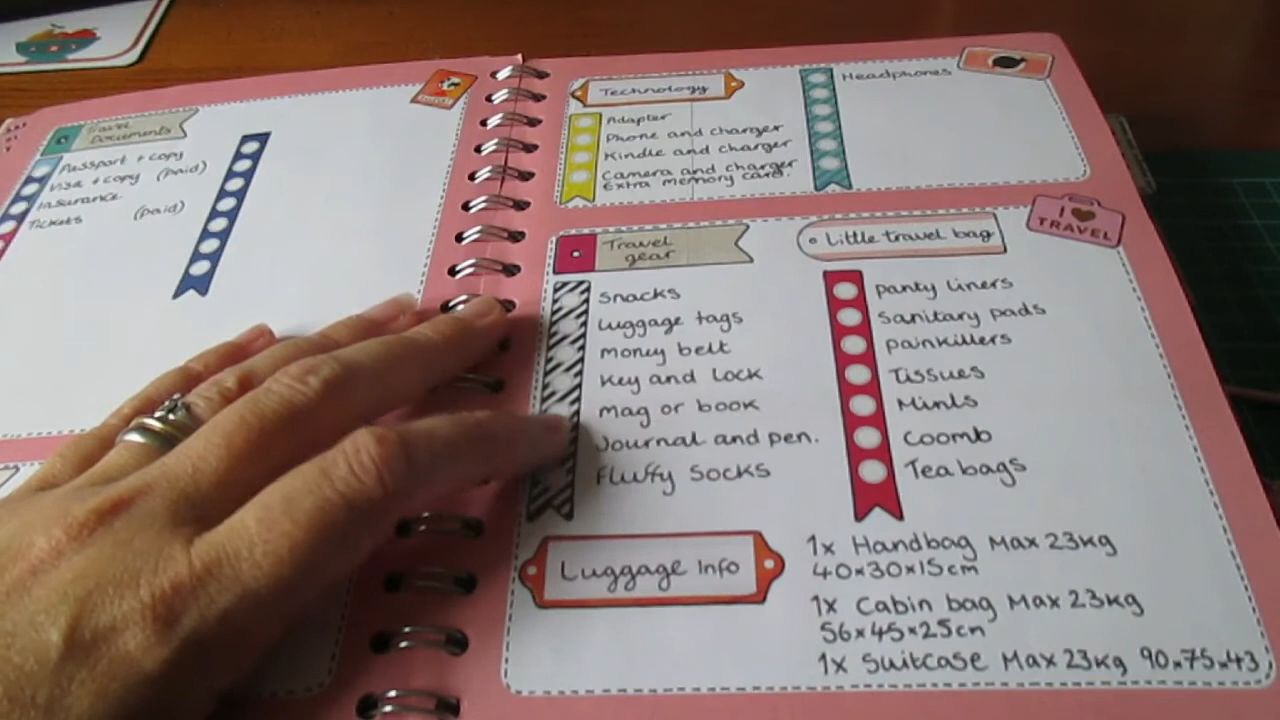 Travel
Documents
Passport + copy
Visa + copy (paid)
Insurance
Tickets (paid)
Technology
Adapter
Phone and charger
Kindle and charger
Camera and charger
Extra memory card.
Headphones
Travel
gear
Snacks
Luggage tags
Money belt
Key and Lock
Mag or book
Journal and pen.
Fluffy Socks
Little travel bag
I
TRAVEL
panty liners
Sanitary pads
painkillers
Tissues
Mints
Coomb
Tea bags
Luggage Info
1x Handbag Max 23kg
40x30x15cm
1x Cabin bag Max 23kg
56x45x25cm
1x Suitcase Max 23kg 90x75x43